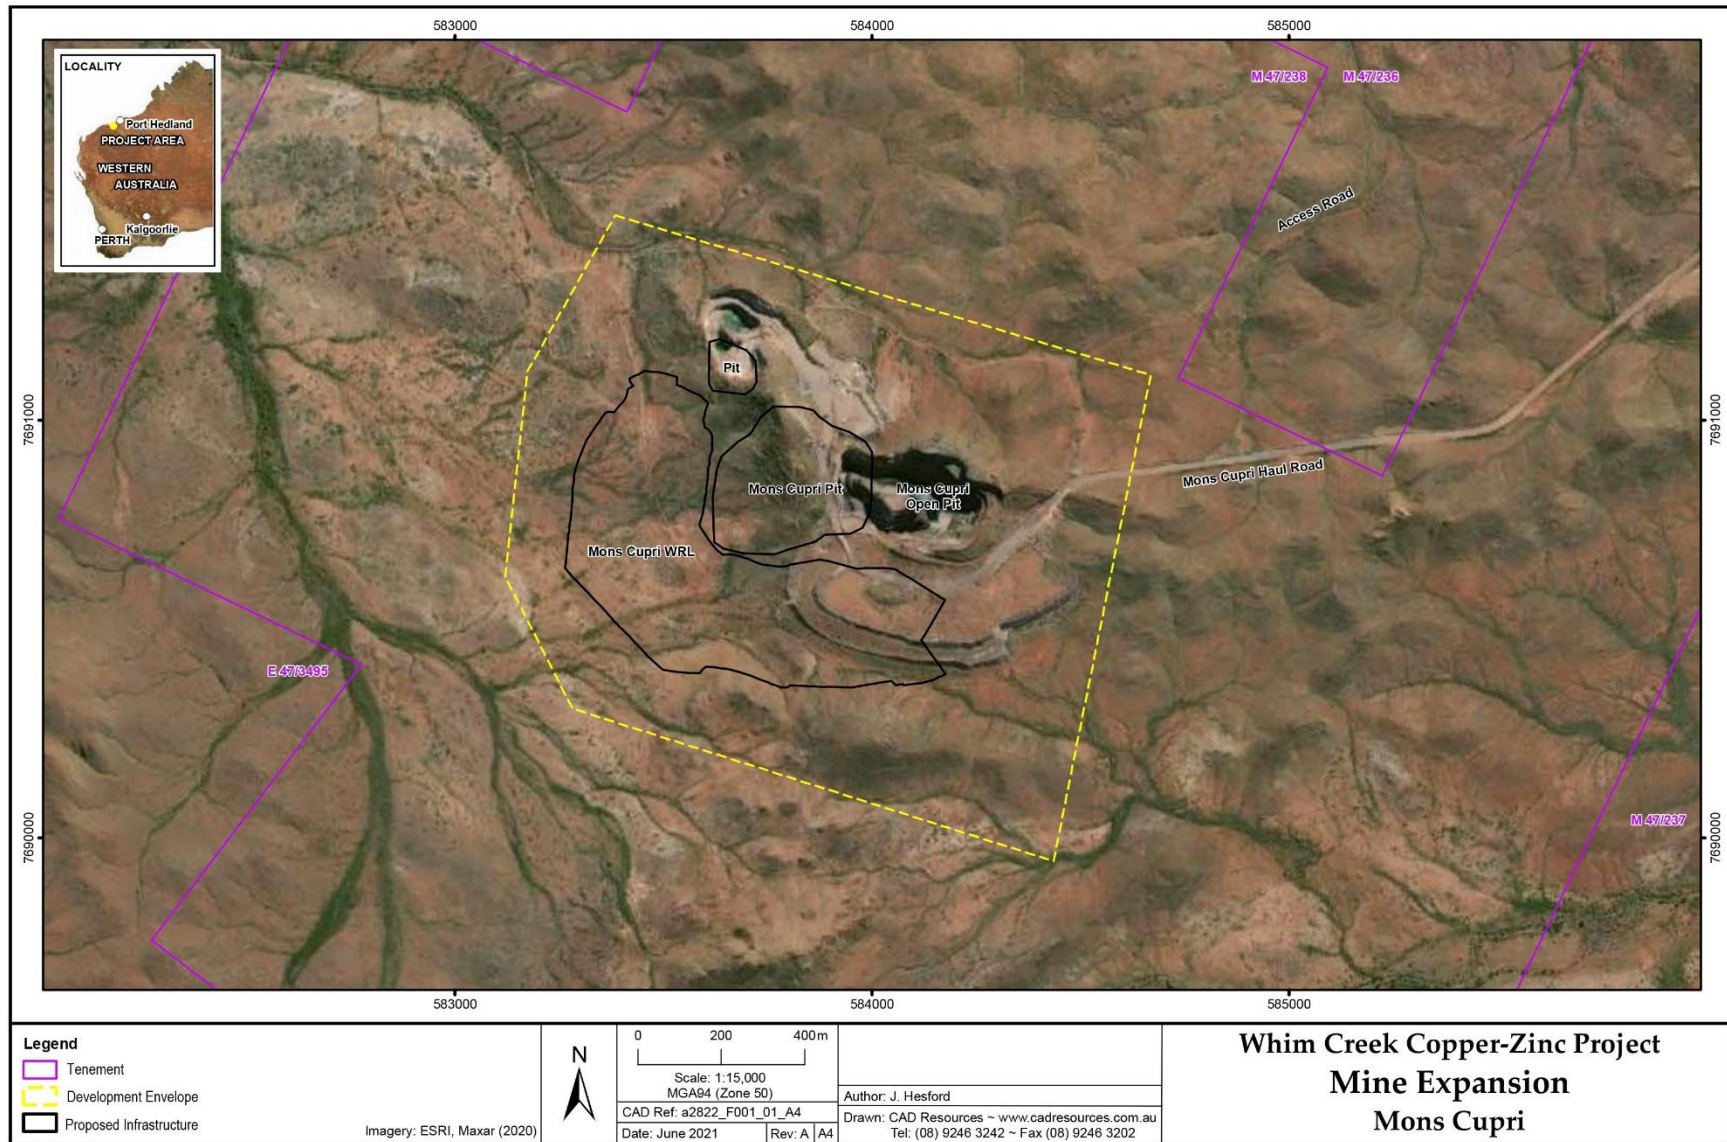 583000
584000
585000
LOCALITY
Port Hedland
PROJECT AREA
WESTERN
AUSTRALIA
Kalgoorlie
PERTH
M 47/238
M 47/236
Access Road
Pit
7691000
7691000
Mons Cupri Pit
Mons Cupri
Open Pit
Mons Cupri Haul Road
Mons Cupri WRL
E 47/3495
M 47/237
7690000
7690000
583000
584000
585000
Legend
Tenement
Development Envelope
Proposed Infrastructure
Imagery: ESRI, Maxar (2020)
N
0 200 400m
Scale: 1:15,000
MGA94 (Zone 50)
CAD Ref: a2822_F001_01_A4
Date: June 2021 Rev: A A4
Author: J. Hesford
Drawn: CAD Resources ~ www.cadresources.com.au
Tel: (08) 9246 3242 ~ Fax (08) 9246 3202
Whim Creek Copper-Zinc Project
Mine Expansion
Mons Cupri